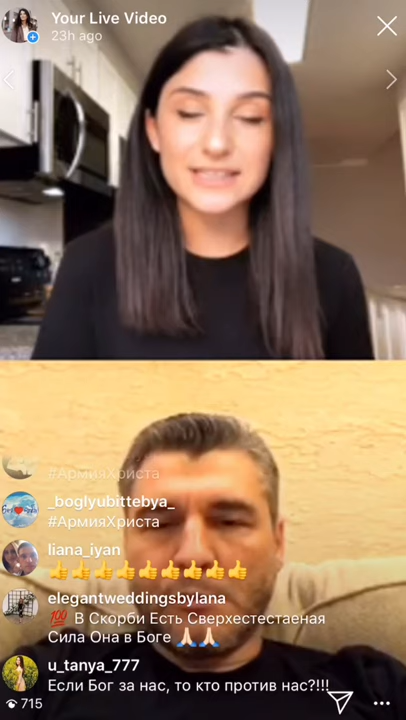 Your Live Video
23h ago
#АрмияХриста
_boglyubittebya_
#АрмияХриста
liana_iyan
👍👍👍👍👍👍👍👍👍
elegantweddingsbylana
💯 В Скорби Есть Сверхестестаеная
Сила Она в Боге 🙏🏻🙏🏻
u_tanya_777
Если Бог за нас, то кто против нас?!!!
715